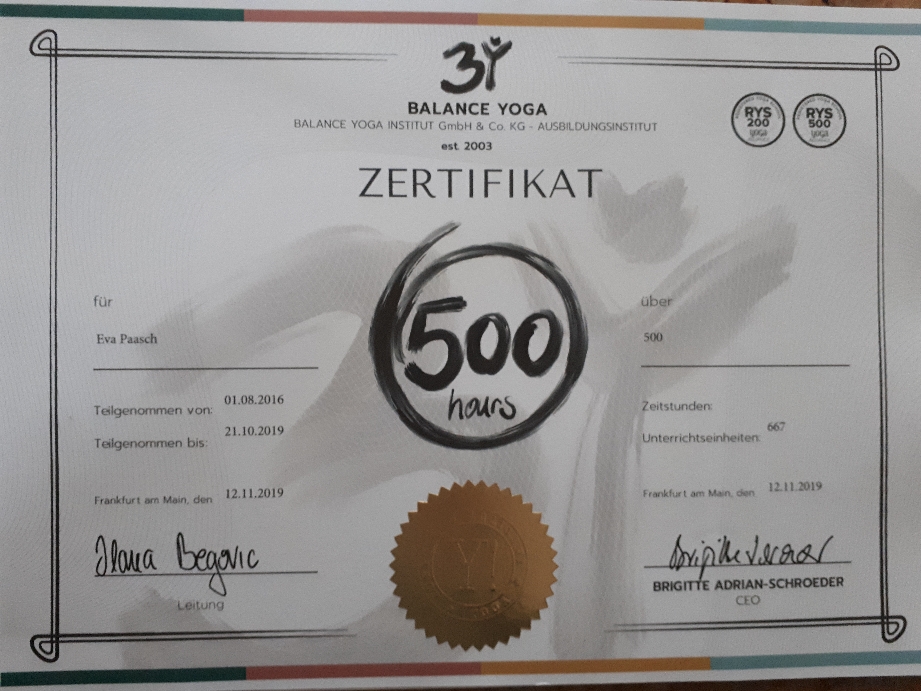 3Y
BALANCE YOGA
BALANCE YOGA INSTITUT GmbH & Co. KG - AUSBILDUNGSINSTITUT
est. 2003
RYS 200
RYS 500
ZERTIFIKAT
500
hours
für
Eva Paasch
Teilgenommen von: 01.08.2016
Teilgenommen bis: 21.10.2019
Frankfurt am Main, den 12.11.2019
Ilana Begovic
Leitung
über
500
Zeitstunden:
Unterrichtseinheiten: 667
Frankfurt am Main, den 12.11.2019
BRIGITTE ADRIAN-SCHROEDER
CEO